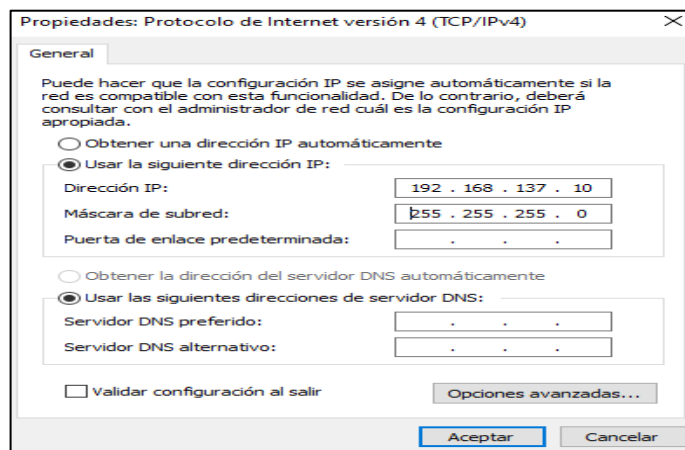 Propiedades: Protocolo de Internet versión 4 (TCP/IPv4)
General
Puede hacer que la configuración IP se asigne automáticamente si la
red es compatible con esta funcionalidad. De lo contrario, deberá
consultar con el administrador de red cuál es la configuración IP
apropiada.
Obtener una dirección IP automáticamente
Usar la siguiente dirección IP:
Dirección IP: 192 . 168 . 137 . 10
Máscara de subred: 255 . 255 . 255 . 0
Puerta de enlace predeterminada: . . .
Obtener la dirección del servidor DNS automáticamente
Usar las siguientes direcciones de servidor DNS:
Servidor DNS preferido: . . .
Servidor DNS alternativo: . . .
Validar configuración al salir Opciones avanzadas...
Aceptar Cancelar